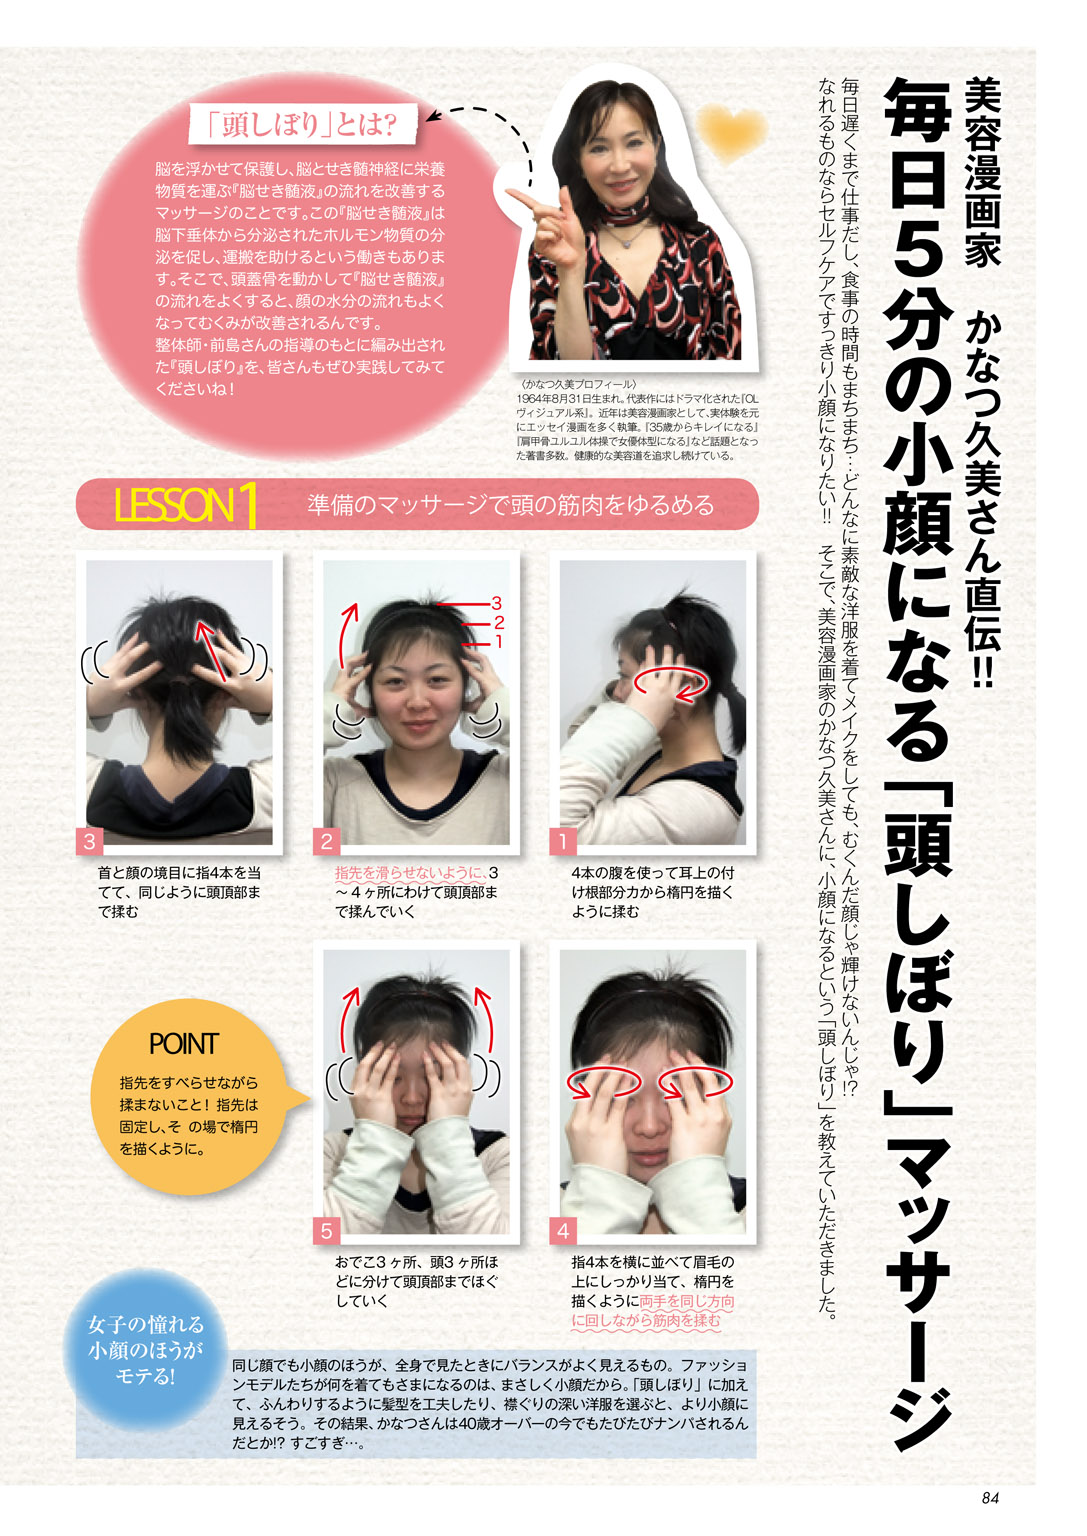 美容漫画家 かなつ久美さん直伝!!
毎日5分の小顔になる「頭しぼり」マッサージ
毎日遅くまで仕事だし、食事の時間もまちまち…どんなに素敵な洋服を着てメイクをしても、むくんだ顔じゃ輝けないんじゃ!?
なれるものならセルフケアですっきり小顔になりたい!! そこで、美容漫画家のかなつ久美さんに、小顔になるという「頭しぼり」を教えていただきました。
「頭しぼり」とは?
脳を浮かせて保護し、脳とせき髄神経に栄養
物質を運ぶ『脳せき髄液』の流れを改善する
マッサージのことです。この『脳せき髄液』は
脳下垂体から分泌されたホルモン物質の分
泌を促し、運搬を助けるという働きもありま
す。そこで、頭蓋骨を動かして『脳せき髄液』
の流れをよくすると、顔の水分の流れもよく
なってむくみが改善されるんです。
整体師・前島さんの指導のもとに編み出され
た『頭しぼり』を、皆さんもぜひ実践してみて
くださいね!
〈かなつ久美プロフィール〉
1964年8月31日生まれ。代表作にはドラマ化された『OL
ヴィジュアル系』。近年は美容漫画家として、実体験を元
にエッセイ漫画を多く執筆。『35歳からキレイになる』
『肩甲骨ユルユル体操で女優体型になる』など話題となっ
た著書多数。健康的な美容道を追求し続けている。
LESSON1 準備のマッサージで頭の筋肉をゆるめる
1
4本の腹を使って耳上の付
け根部分力から楕円を描く
ように揉む
3
2
1
2
指先を滑らせないように、3
〜４ヶ所にわけて頭頂部ま
で揉んでいく
3
首と顔の境目に指4本を当
てて、同じように頭頂部ま
で揉む
4
指4本を横に並べて眉毛の
上にしっかり当て、楕円を
描くように両手を同じ方向
に回しながら筋肉を揉む
5
おでこ3ヶ所、頭3ヶ所ほ
どに分けて頭頂部までほぐ
していく
POINT
指先をすべらせながら
揉まないこと! 指先は
固定し、そ の場で楕円
を描くように。
女子の憧れる
小顔のほうが
モテる!
同じ顔でも小顔のほうが、全身で見たときにバランスがよく見えるもの。ファッショ
ンモデルたちが何を着てもさまになるのは、まさしく小顔だから。「頭しぼり」に加え
て、ふんわりするように髪型を工夫したり、襟ぐりの深い洋服を選ぶと、より小顔に
見えるそう。その結果、かなつさんは40歳オーバーの今でもたびたびナンパされるん
だとか!? すごすぎ…。
84